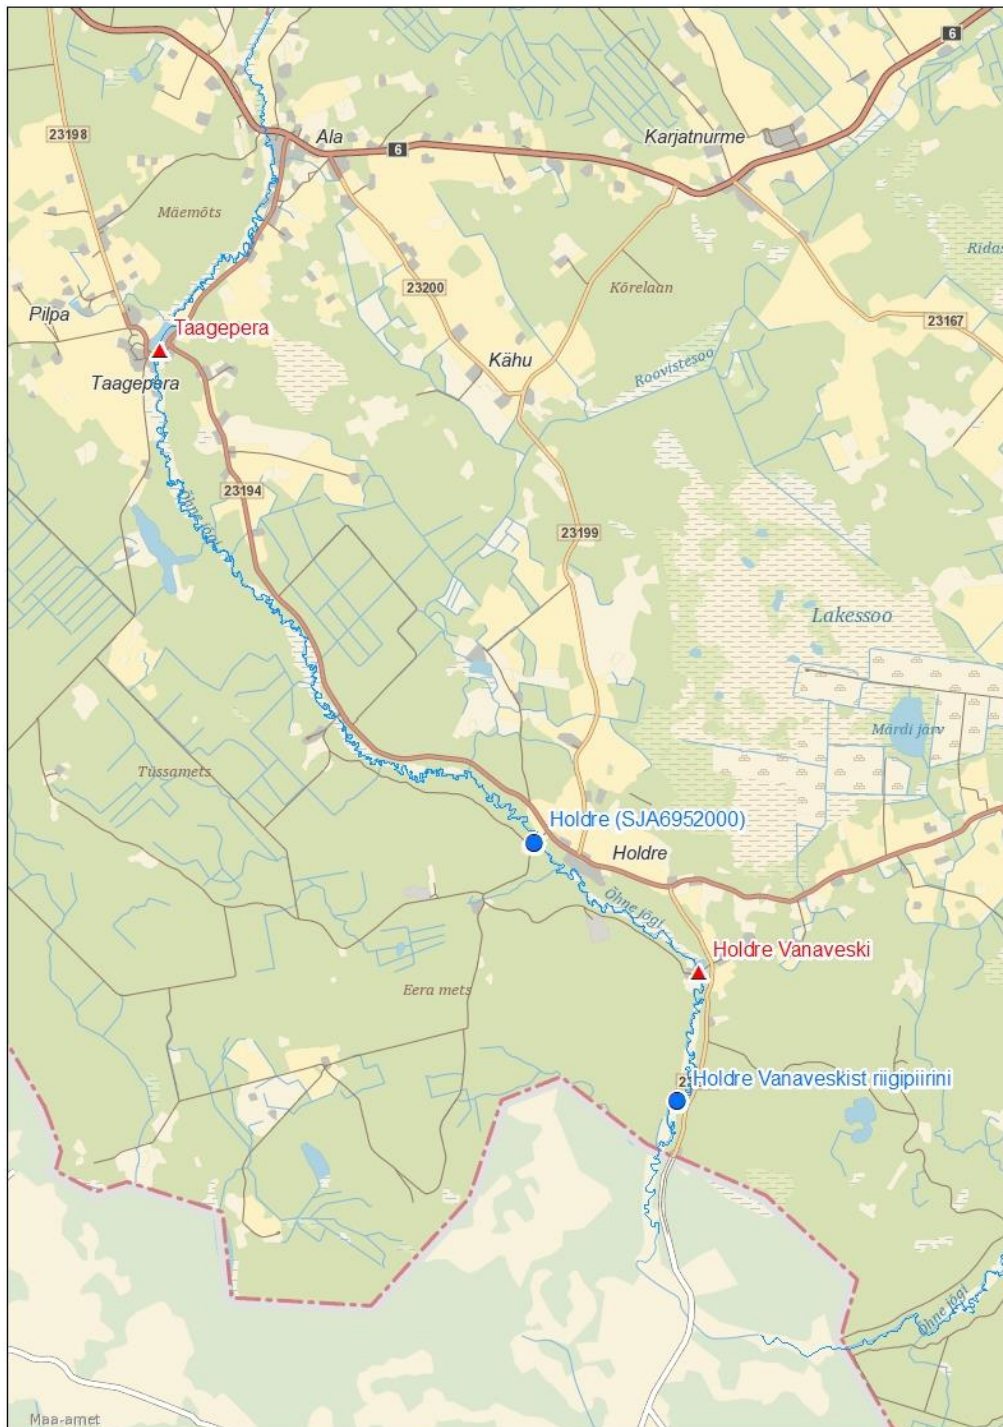 6
23198
Ala
6
Karjatnurme
Mäemõts
Ridas
Kõrelaan
23200
Pilpa
Taagepera
23167
Kähu
Roovistesoo
Taagepera
23194
Õhne jõgi
23199
Lakessoo
Märdi järv
Tüssamets
Holdre (SJA6952000)
Holdre
Õhne jõgi
Holdre Vanaveski
Eera mets
Holdre Vanaveskist riigipiirini
Õhne jõgi
Maa-amet